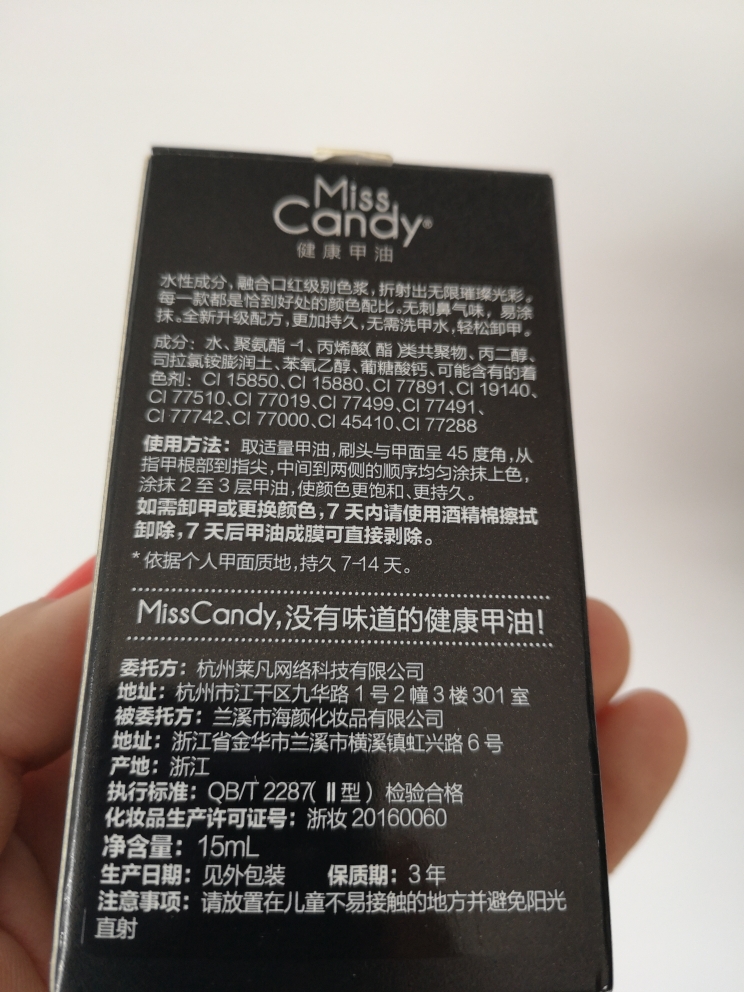 Miss
Candy®
健康甲油
水性成分，融合口红级别色浆，折射出无限璀璨光彩。
每一款都是恰到好处的颜色配比。无刺鼻气味，易涂
抹。全新升级配方，更加持久，无需洗甲水，轻松卸甲。
成分：水、聚氨酯-1、丙烯酸（酯）类共聚物、丙二醇、
司拉氯铵膨润土、苯氧乙醇、葡糖酸钙、可能含有的着
色剂：CI 15850、CI 15880、CI 77891、CI 19140、
CI 77510、CI 77019、CI 77499、CI 77491、
CI 77742、CI 77000、CI 45410、CI 77288
使用方法：取适量甲油，刷头与甲面呈 45 度角，从
指甲根部到指尖，中间到两侧的顺序均匀涂抹上色，
涂抹 2 至 3 层甲油，使颜色更饱和、更持久。
如需卸甲或更换颜色，7 天内请使用酒精棉擦拭
卸除，7 天后甲油成膜可直接剥除。
*依据个人甲面质地，持久 7-14 天。
MissCandy,没有味道的健康甲油！
委托方：杭州莱凡网络科技有限公司
地址：杭州市江干区九华路 1 号 2 幢 3 楼 301 室
被委托方：兰溪市海颜化妆品有限公司
地址：浙江省金华市兰溪市横溪镇虹兴路 6 号
产地：浙江
执行标准：QB/T 2287（Ⅱ型）检验合格
化妆品生产许可证号：浙妆 20160060
净含量：15mL
生产日期：见外包装 保质期：3 年
注意事项：请放置在儿童不易接触的地方并避免阳光
直射